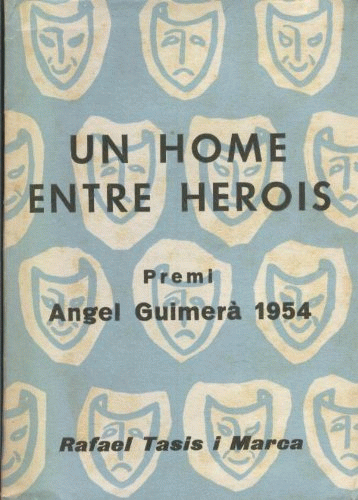 UN HOME
ENTRE HEROIS
Premi
Angel Guimerà 1954
Rafael Tasis i Marca